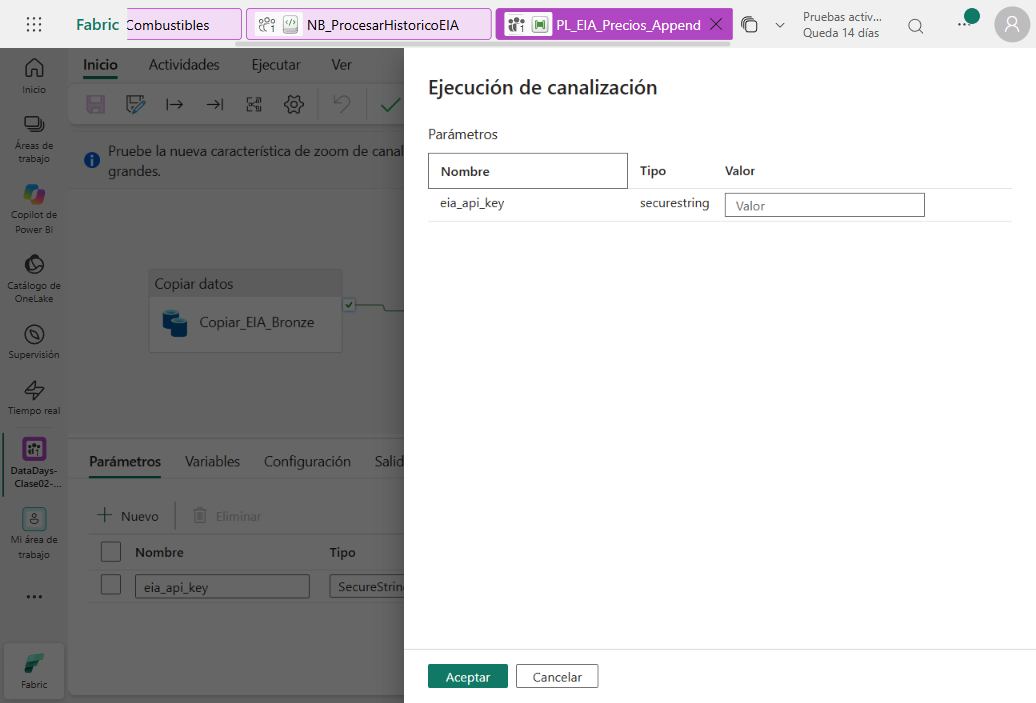 Fabric
Combustibles
NB_ProcesarHistoricoEIA
PL_EIA_Precios_Append
Pruebas activ...
Queda 14 días
Inicio
Áreas de
trabajo
Copilot de
Power BI
Catálogo de
OneLake
Supervisión
Tiempo real
DataDays-
Clase02-...
Mi área de
trabajo
Fabric
Inicio
Actividades
Ejecutar
Ver
Pruebe la nueva característica de zoom de canal
grandes.
Copiar datos
Copiar_EIA_Bronze
Parámetros
Variables
Configuración
Salid
Nuevo
Eliminar
Nombre
Tipo
eia_api_key
SecureString
Ejecución de canalización
Parámetros
Nombre
Tipo
Valor
eia_api_key
securestring
Valor
Aceptar
Cancelar